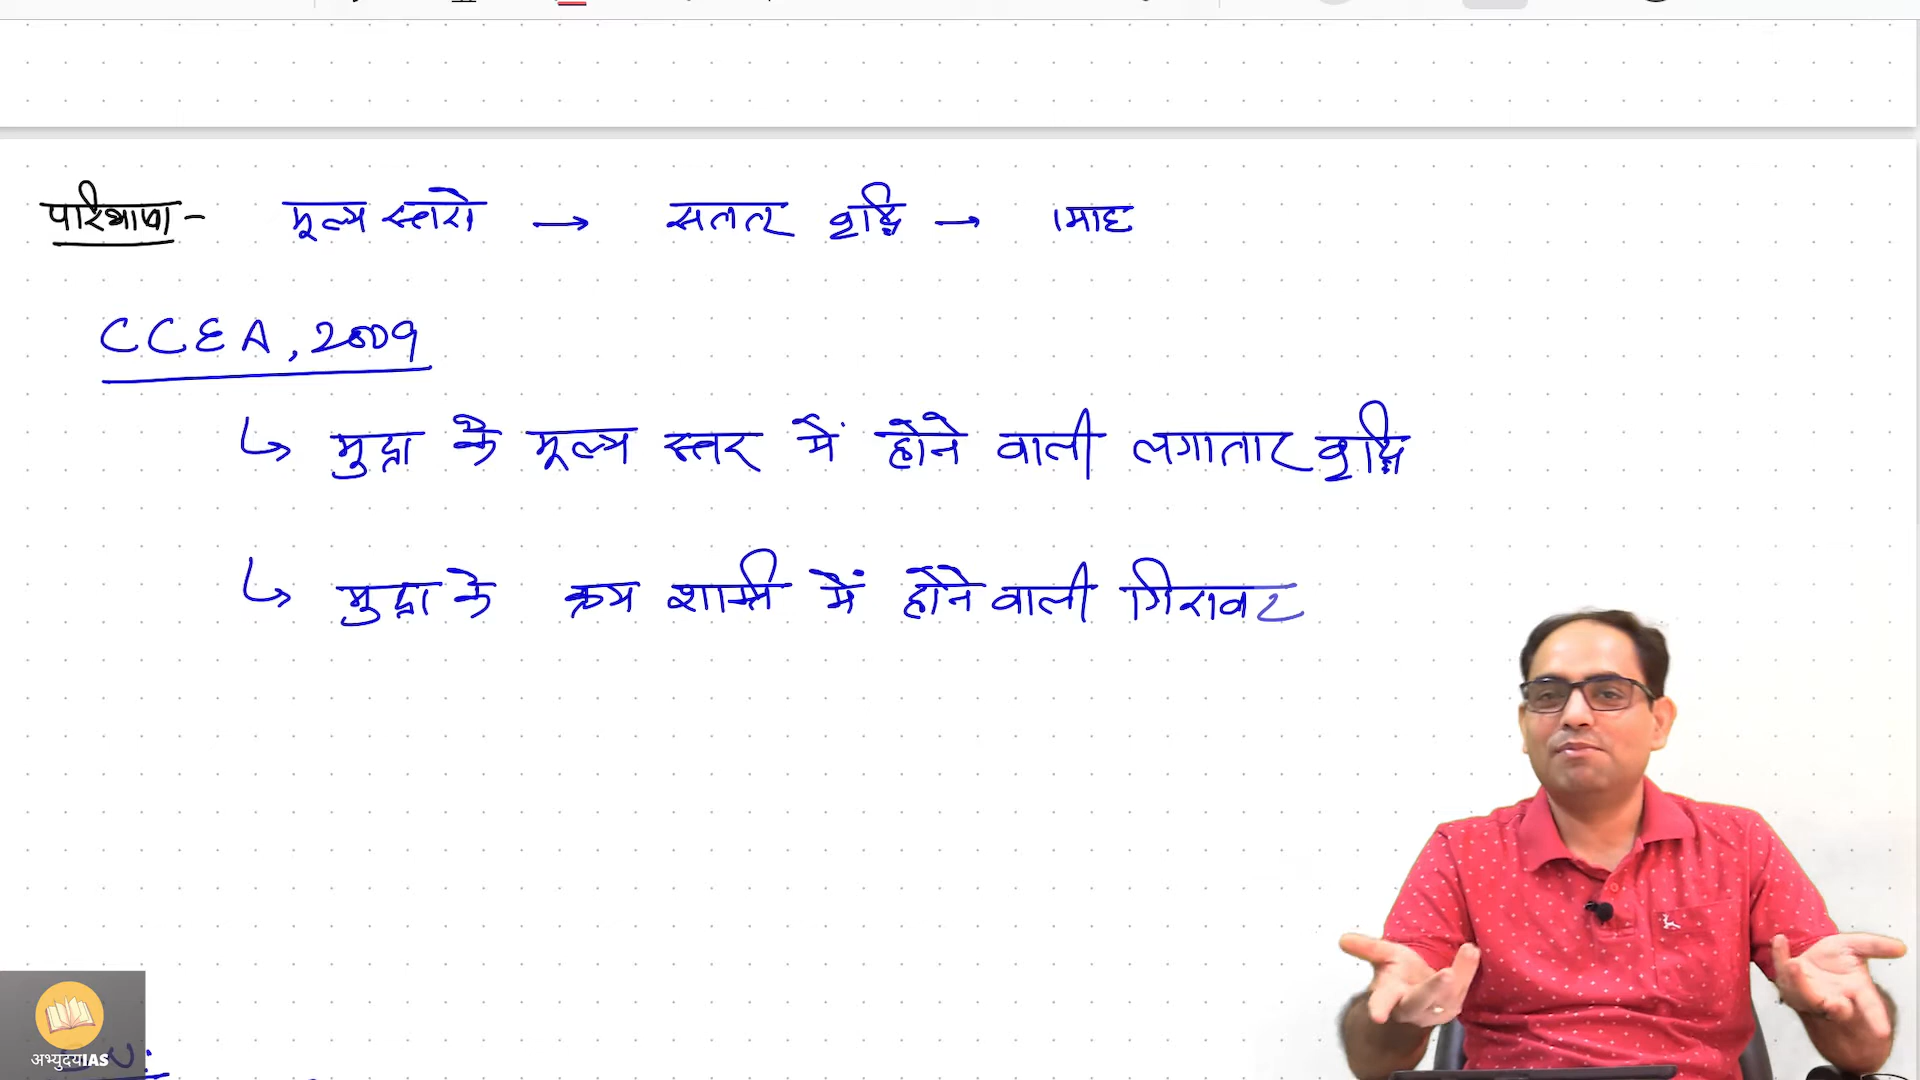 परिभाषा - मूल्य स्तरों → सतत वृद्धि →
CCEA, 2009
↳ मुद्रा के मूल्य स्तर में होने वाली लगातार वृद्धि
↳ मुद्रा के क्रय शक्ति में होने वाली गिरावट
अभ्युदयIAS